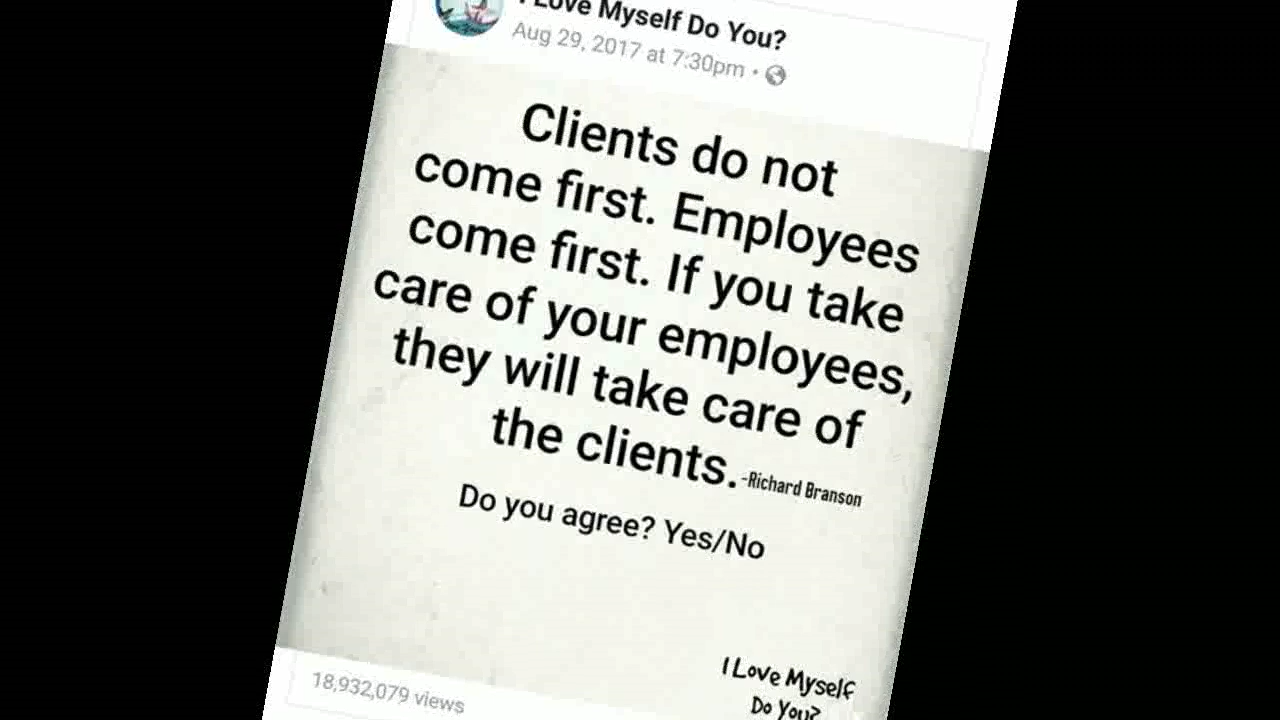 I Love Myself Do You?
Aug 29, 2017 at 7:30pm •
Clients do not
come first. Employees
come first. If you take
care of your employees,
they will take care of
the clients.-Richard Branson
Do you agree? Yes/No
I Love Myself
Do You?
18,932,079 views